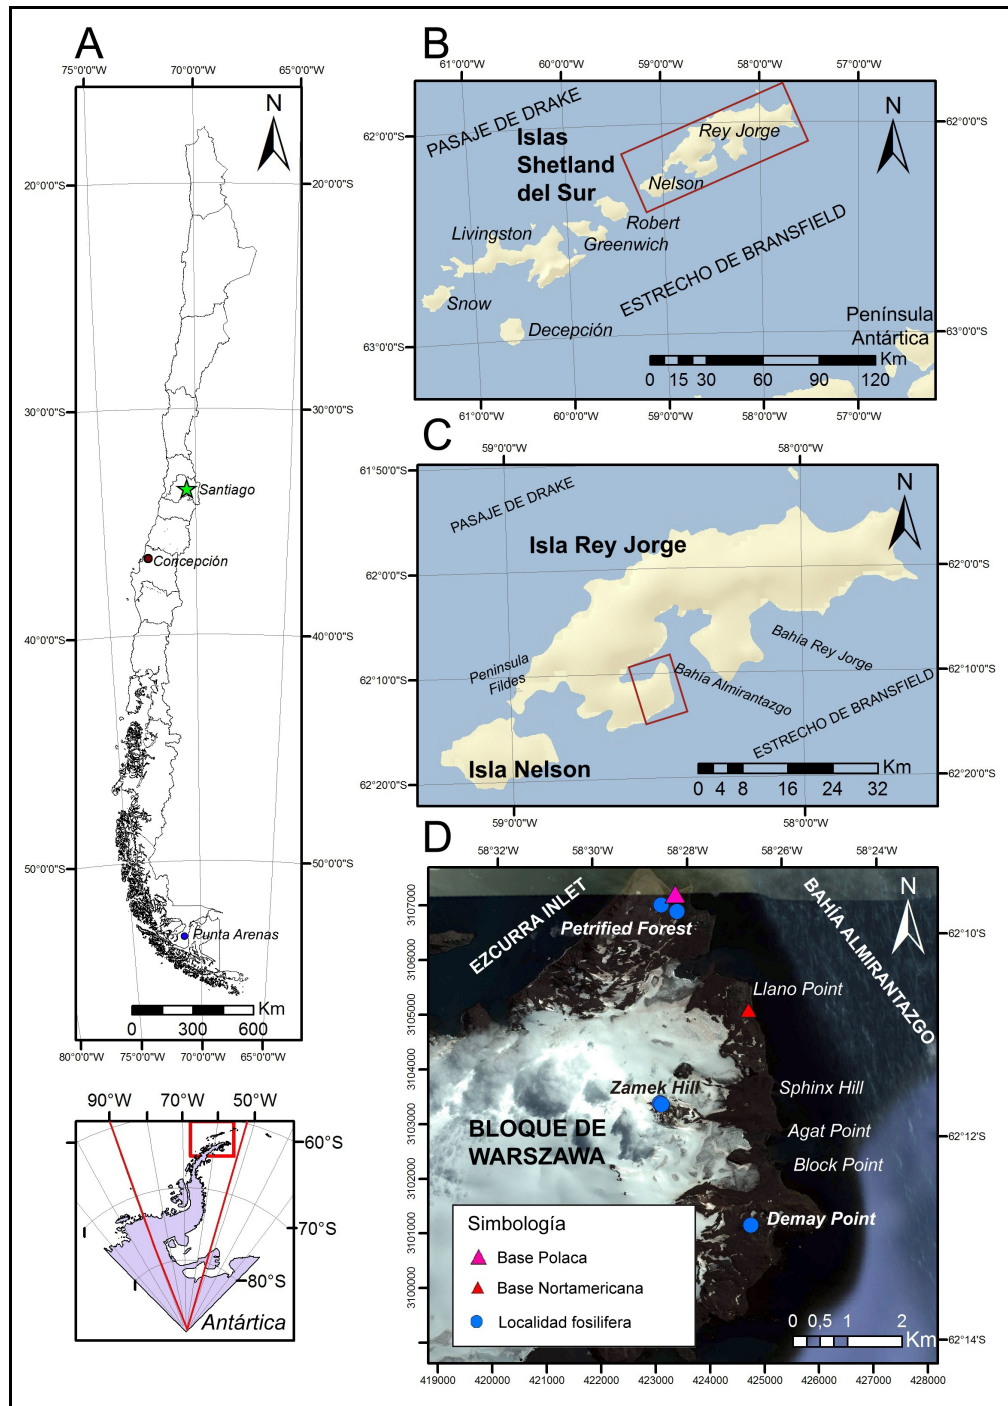 A
75°0'0"W
70°0'0"W
65°0'0"W
N
20°0'0"S
20°0'0"S
30°0'0"S
30°0'0"S
Santiago
Concepción
40°0'0"S
40°0'0"S
50°0'0"S
50°0'0"S
Punta Arenas
Km
0 300 600
80°0'0"W
75°0'0"W
70°0'0"W
65°0'0"W
90°W
70°W
50°W
60°S
70°S
80°S
Antártica
B
61°0'0"W
60°0'0"W
59°0'0"W
58°0'0"W
57°0'0"W
PASAJE DE DRAKE
N
62°0'0"S
62°0'0"S
Islas
Shetland
del Sur
Rey Jorge
Nelson
Robert
Greenwich
Livingston
Snow
Decepción
ESTRECHO DE BRANSFIELD
Península
Antártica
63°0'0"S
63°0'0"S
Km
0 15 30 60 90 120
61°0'0"W
60°0'0"W
59°0'0"W
58°0'0"W
57°0'0"W
C
59°0'0"W
58°0'0"W
61°50'0"S
PASAJE DE DRAKE
N
Isla Rey Jorge
62°0'0"S
62°0'0"S
Bahía Rey Jorge
Peninsula
Fildes
Bahía Almirantazgo
62°10'0"S
62°10'0"S
ESTRECHO DE BRANSFIELD
Isla Nelson
Km
0 4 8 16 24 32
62°20'0"S
62°20'0"S
59°0'0"W
58°0'0"W
D
58°32'W
58°30'W
58°28'W
58°26'W
58°24'W
N
EZCURRA INLET
BAHÍA ALMIRANTAZGO
Petrified Forest
62°10'S
Llano Point
Zamek Hill
Sphinx Hill
BLOQUE DE
WARSZAWA
Agat Point
62°12'S
Block Point
Demay Point
3107000
3106000
3105000
3104000
3103000
3102000
3101000
3100000
Simbología
Base Polaca
Base Nortamericana
Localidad fosilifera
0 0,5 1 2
Km
62°14'S
419000
420000
421000
422000
423000
424000
425000
426000
427000
428000